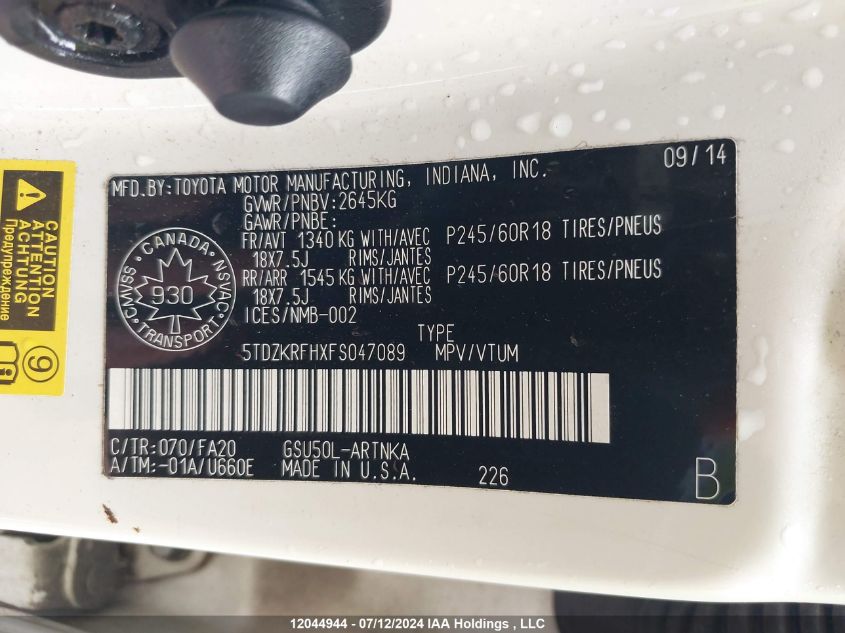 MFD.BY:TOYOTA MOTOR MANUFACTURING, INDIANA, INC. 09/14
GVWR/PNBV:2645KG
GAWR/PNBE:
FR/AVT 1340 KG WITH/AVEC P245/60R18 TIRES/PNEUS
18X7.5J RIMS/JANTES
RR/ARR 1545 KG WITH/AVEC P245/60R18 TIRES/PNEUS
18X7.5J RIMS/JANTES
ICES/NMB-002
TYPE
5TDZKRFHXFS047089 MPV/VTUM
CANADA
CMVSS NSVAC
930
TRANSPORT
C/TR:070/FA20 GSU50L-ARTNKA
A/TM:-01A/U660E MADE IN U.S.A. 226
B
CAUTION
ATTENTION
ACHTUNG
Предупреждение
9
12044944 - 07/12/2024 IAA Holdings , LLC